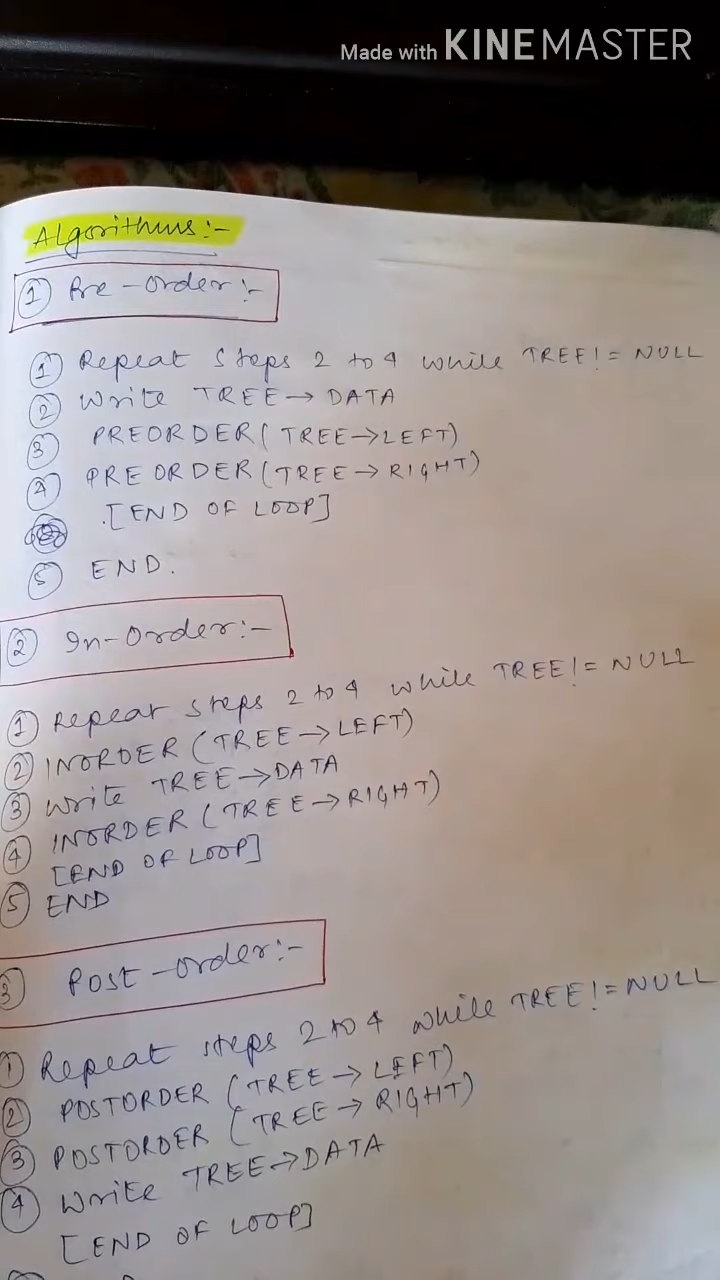 Made with KINEMASTER
Algorithms:-
① Pre-order:-
① Repeat steps 2 to 4 while TREE!= NULL
② Write TREE→DATA
③ PREORDER(TREE→LEFT)
④ PREORDER(TREE→RIGHT)
.[END OF LOOP]
⑤ END.
② In-Order:-
① Repeat steps 2 to 4 while TREE!= NULL
② INORDER (TREE→LEFT)
③ Write TREE→DATA
④ INORDER (TREE→RIGHT)
[END OF LOOP]
⑤ END
③ Post-order:-
① Repeat steps 2 to 4 while TREE!= NULL
② POSTORDER (TREE→LEFT)
③ POSTORDER (TREE→RIGHT)
④ Write TREE→DATA
[END OF LOOP]